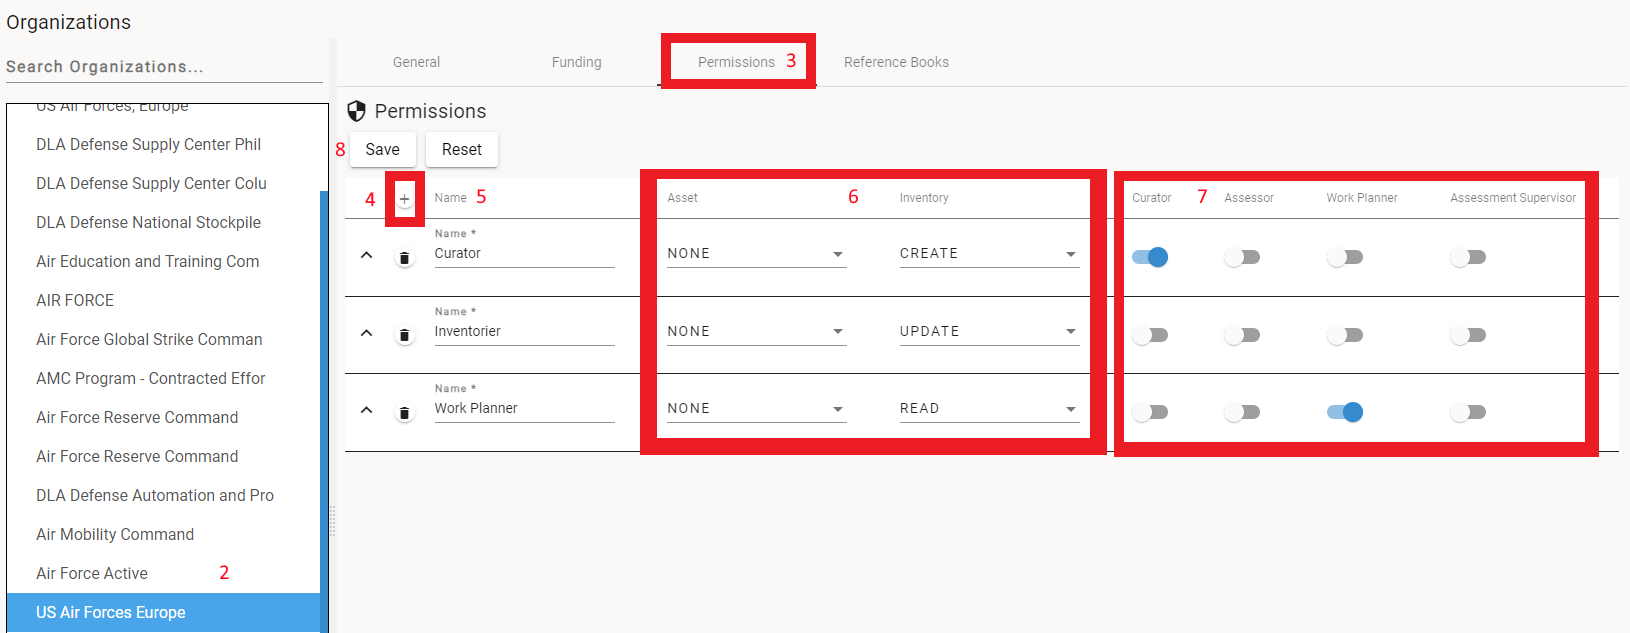 Organizations
Search Organizations...
US Air Forces, Europe
DLA Defense Supply Center Phil
DLA Defense Supply Center Colu
DLA Defense National Stockpile
Air Education and Training Com
AIR FORCE
Air Force Global Strike Comman
AMC Program - Contracted Effor
Air Force Reserve Command
Air Force Reserve Command
DLA Defense Automation and Pro
Air Mobility Command
Air Force Active 2
US Air Forces Europe
General Funding Permissions 3 Reference Books
Permissions
8 Save Reset
4 + Name 5 Asset 6 Inventory Curator 7 Assessor Work Planner Assessment Supervisor
Name *
Curator NONE CREATE
Name *
Inventorier NONE UPDATE
Name *
Work Planner NONE READ